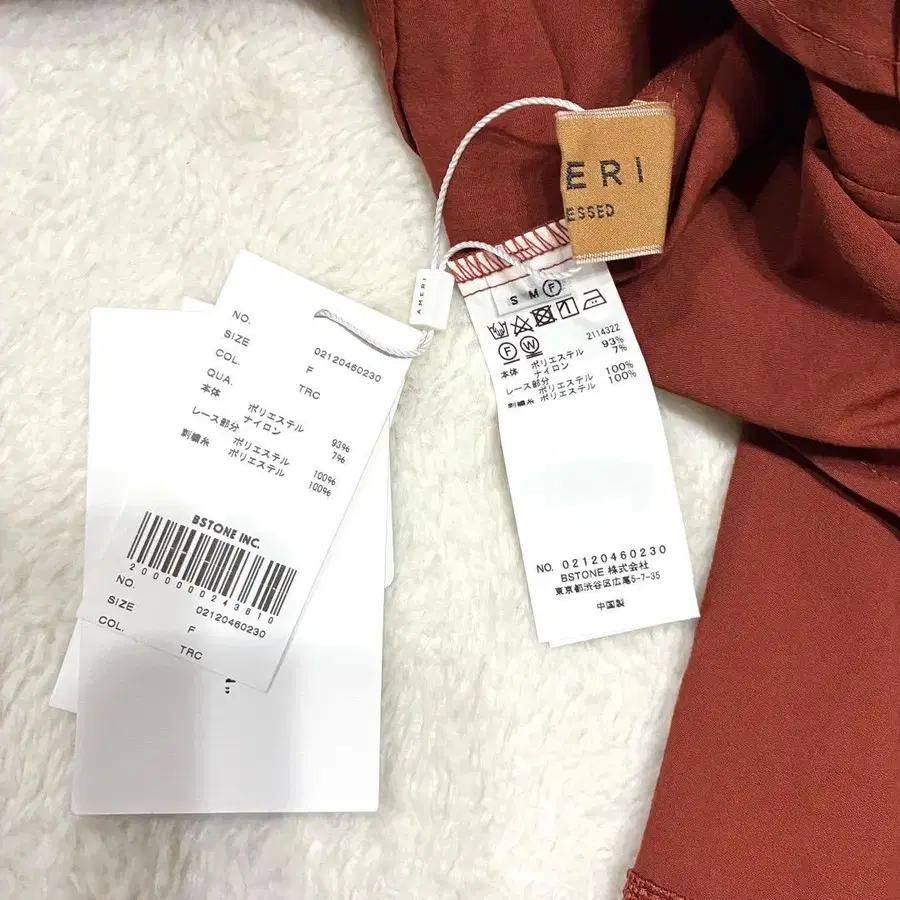 ERI
ESSED
AMERI
S M F
F W
2114322
本体 ポリエステル 93%
ナイロン 7%
レース部分 ポリエステル 100%
刺繍糸 ポリエステル 100%
NO. 02120460230
BSTONE 株式会社
東京都渋谷区広尾5-7-35
中国製
NO. 02120460230
SIZE F
COL. TRC
QUA.
本体 ポリエステル 93%
ナイロン 7%
レース部分 ポリエステル 100%
刺繍糸 ポリエステル 100%
BSTONE INC.
2000000243810
NO. 02120460230
SIZE F
COL. TRC